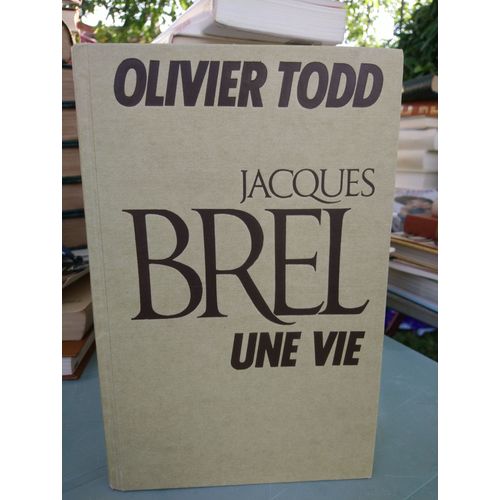 OLIVIER TODD
JACQUES
BREL
UNE VIE